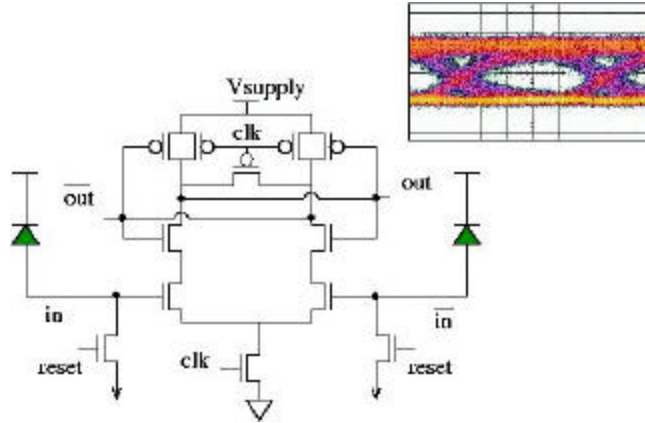 Vsupply
clk
out
out
in
in
clk
reset
reset